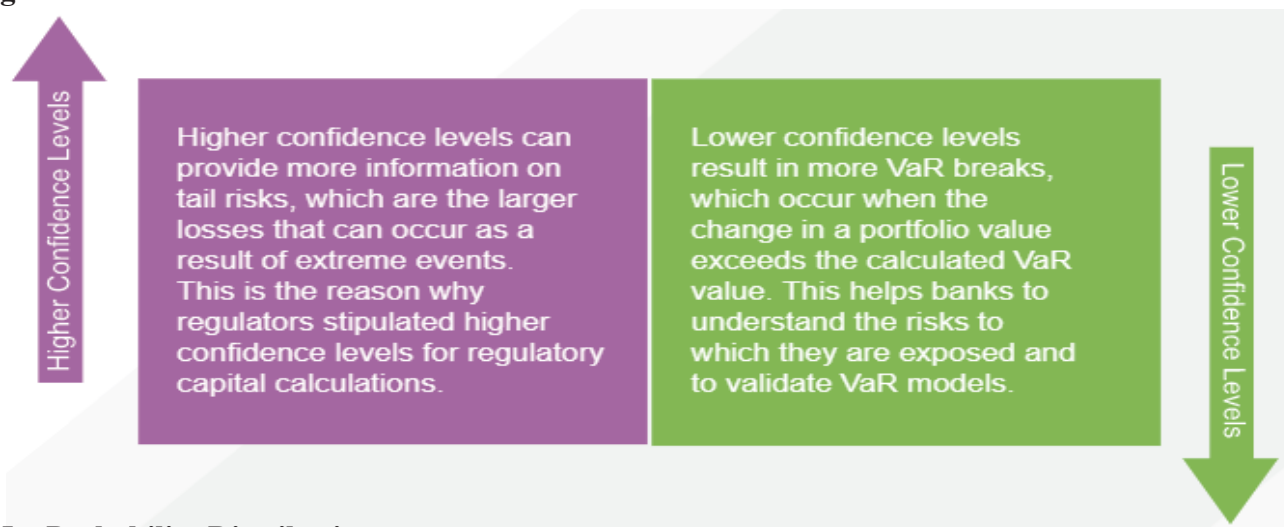 Higher Confidence Levels
Higher confidence levels can
provide more information on
tail risks, which are the larger
losses that can occur as a
result of extreme events.
This is the reason why
regulators stipulated higher
confidence levels for regulatory
capital calculations.
Lower confidence levels
result in more VaR breaks,
which occur when the
change in a portfolio value
exceeds the calculated VaR
value. This helps banks to
understand the risks to
which they are exposed and
to validate VaR models.
Lower Confidence Levels